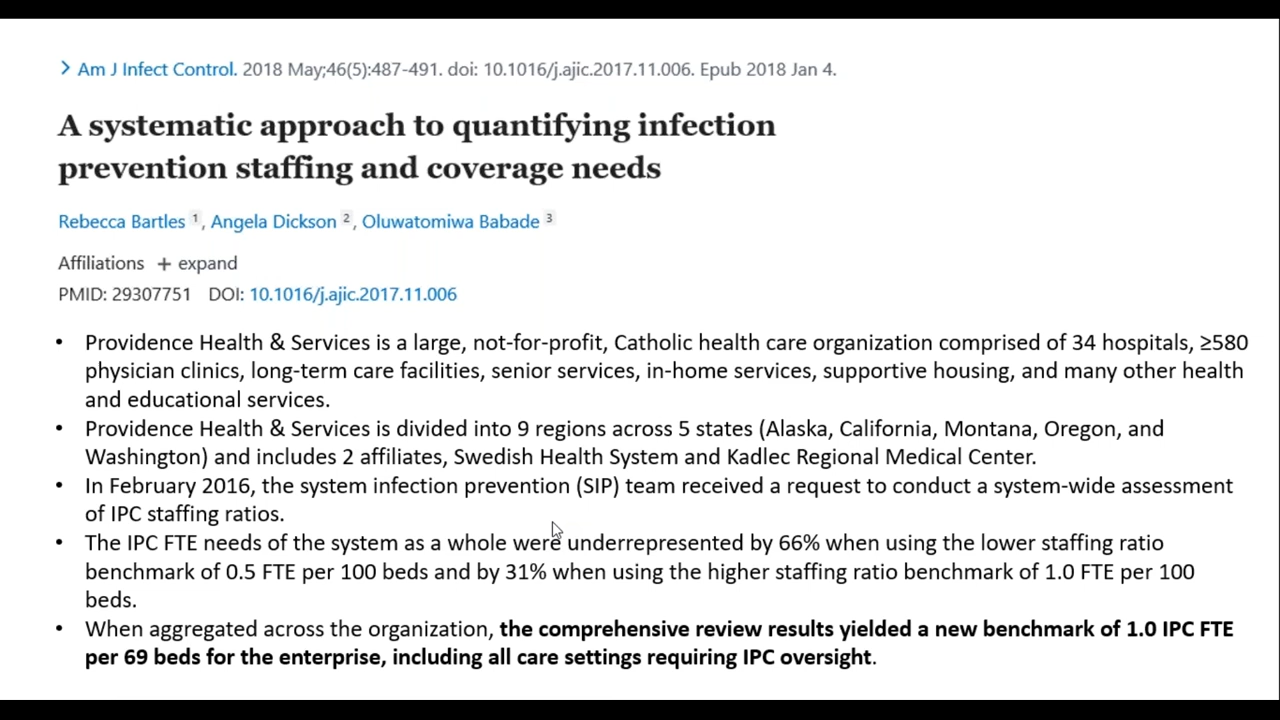 > Am J Infect Control. 2018 May;46(5):487-491. doi: 10.1016/j.ajic.2017.11.006. Epub 2018 Jan 4.
A systematic approach to quantifying infection
prevention staffing and coverage needs
Rebecca Bartles 1, Angela Dickson 2, Oluwatomiwa Babade 3
Affiliations + expand
PMID: 29307751 DOI: 10.1016/j.ajic.2017.11.006
• Providence Health & Services is a large, not-for-profit, Catholic health care organization comprised of 34 hospitals, ≥580
physician clinics, long-term care facilities, senior services, in-home services, supportive housing, and many other health
and educational services.
• Providence Health & Services is divided into 9 regions across 5 states (Alaska, California, Montana, Oregon, and
Washington) and includes 2 affiliates, Swedish Health System and Kadlec Regional Medical Center.
• In February 2016, the system infection prevention (SIP) team received a request to conduct a system-wide assessment
of IPC staffing ratios.
• The IPC FTE needs of the system as a whole were underrepresented by 66% when using the lower staffing ratio
benchmark of 0.5 FTE per 100 beds and by 31% when using the higher staffing ratio benchmark of 1.0 FTE per 100
beds.
• When aggregated across the organization, the comprehensive review results yielded a new benchmark of 1.0 IPC FTE
per 69 beds for the enterprise, including all care settings requiring IPC oversight.